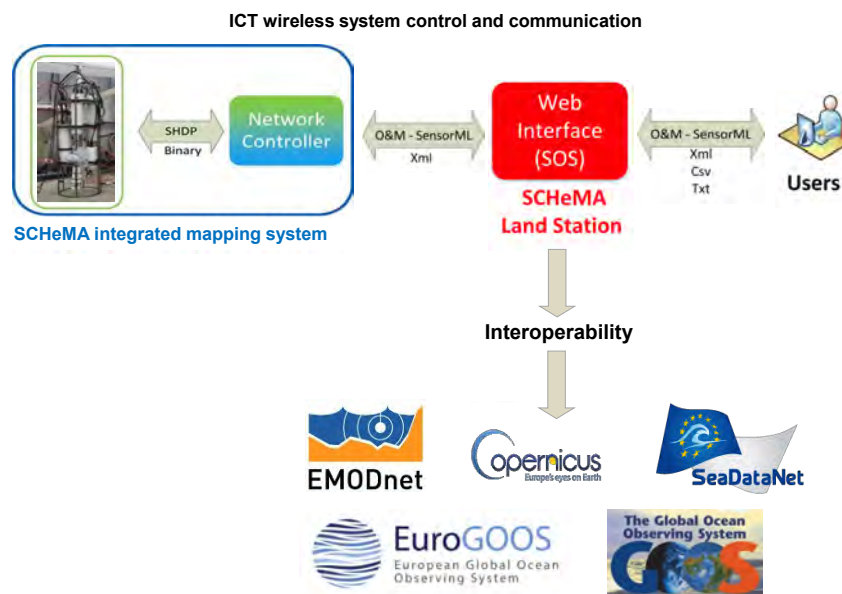 ICT wireless system control and communication
SHDP
Binary
Network
Controller
O&M - SensorML
Xml
Web
Interface
(SOS)
O&M - SensorML
Xml
Csv
Txt
Users
SCHeMA
Land Station
SCHeMA integrated mapping system
Interoperability
EMODnet
Copernicus
Europe's eyes on Earth
SeaDataNet
EuroGOOS
European Global Ocean
Observing System
The Global Ocean
Observing System
GOOS